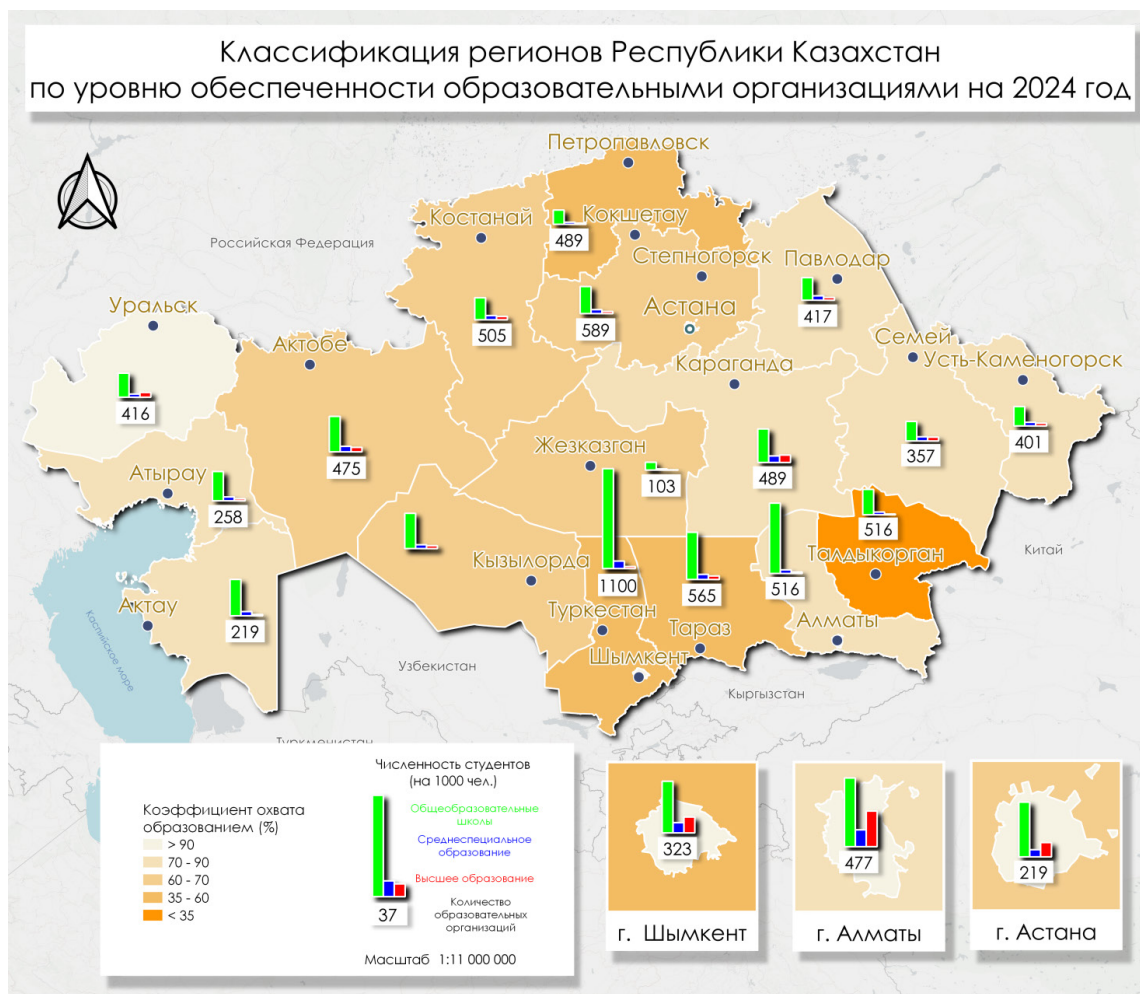 Классификация регионов Республики Казахстан
по уровню обеспеченности образовательными организациями на 2024 год
Петропавловск
Костанай
Кокшетау
489
Российская Федерация
Степногорск
Павлодар
Уральск
505
589
Астана
417
Актобе
Семей
Усть-Каменогорск
Караганда
416
475
Жезказган
357
401
Атырау
103
489
258
516
Талдыкорган
Китай
Кызылорда
1100
565
516
219
Актау
Туркестан
Тараз
Алматы
Каспийское море
Узбекистан
Шымкент
Кыргызстан
Туркменистан
Численность студентов
(на 1000 чел.)
Коэффициент охвата
образованием (%)
> 90
70 - 90
60 - 70
35 - 60
< 35
Общеобразовательные
школы
Среднеспециальное
образование
Высшее образование
37
Количество
образовательных
организаций
Масштаб 1:11 000 000
323
г. Шымкент
477
г. Алматы
219
г. Астана